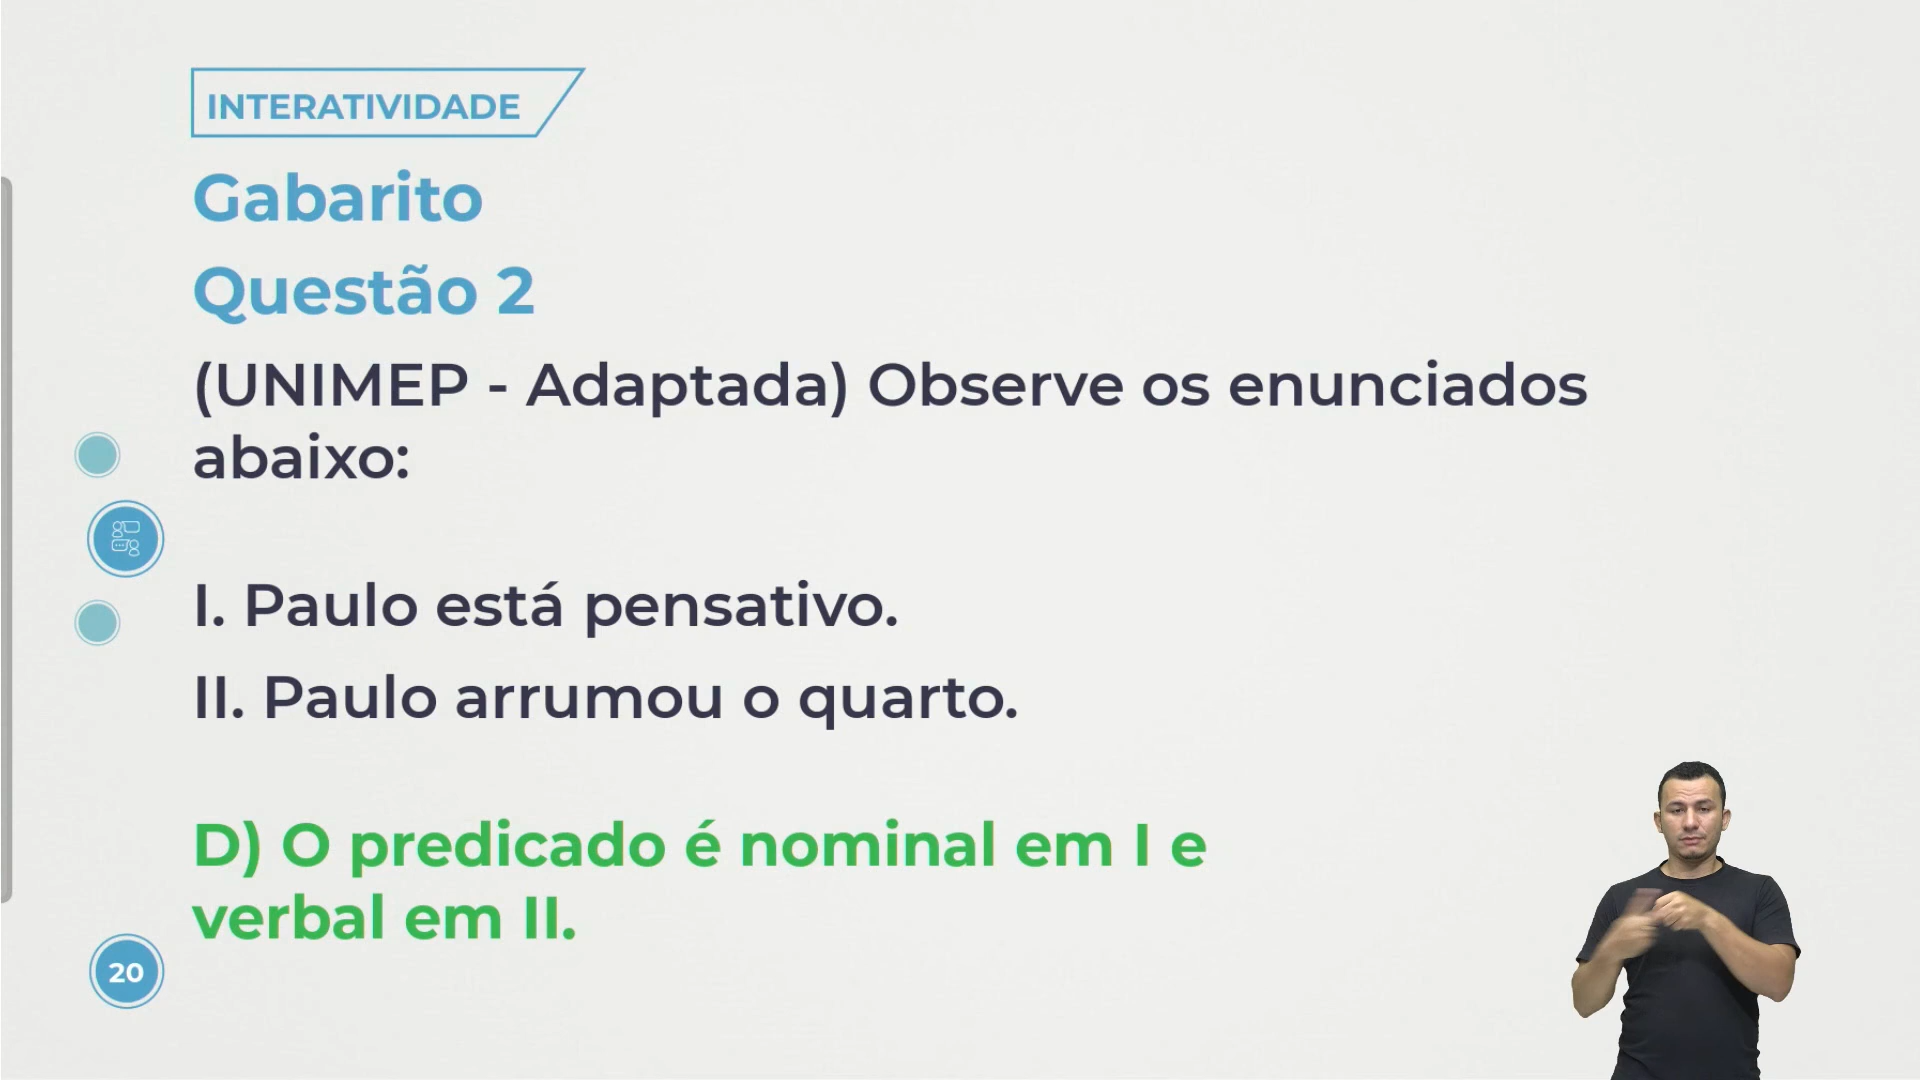 INTERATIVIDADE
Gabarito
Questão 2
(UNIMEP - Adaptada) Observe os enunciados
abaixo:
I. Paulo está pensativo.
II. Paulo arrumou o quarto.
D) O predicado é nominal em I e
verbal em II.
20